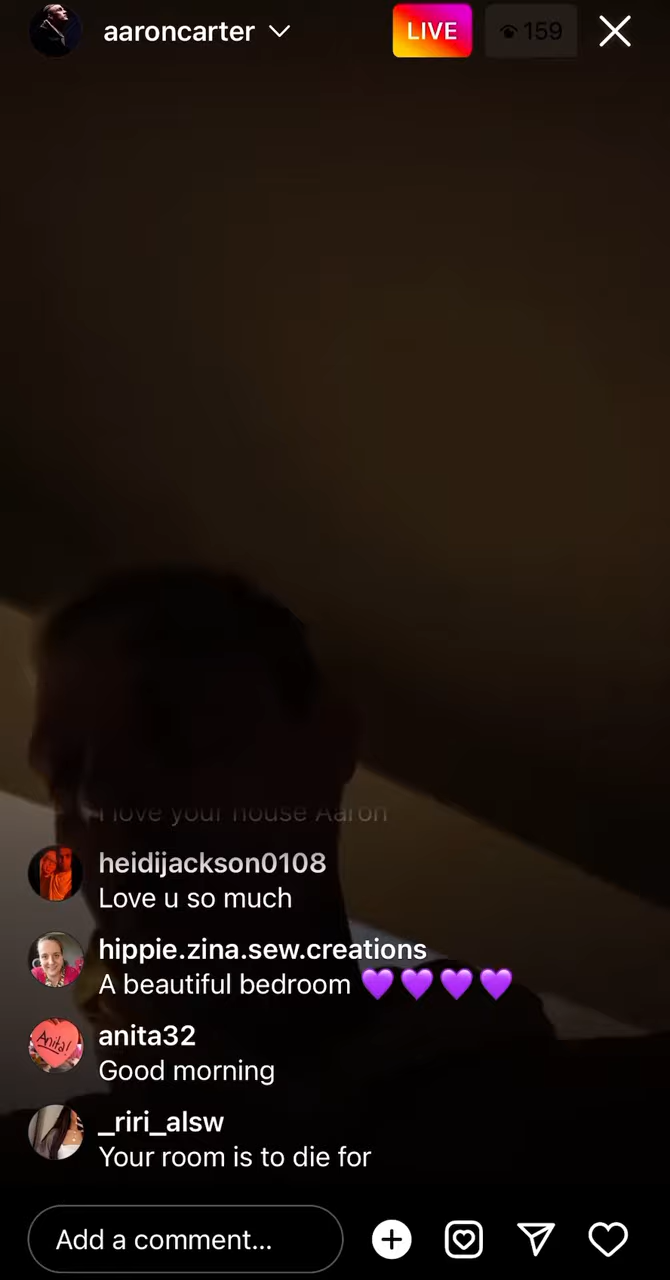 aaroncarter
LIVE
159
I love your house Aaron
heidijackson0108
Love u so much
hippie.zina.sew.creations
A beautiful bedroom 💜💜💜💜
Anita!
anita32
Good morning
_riri_alsw
Your room is to die for
Add a comment...